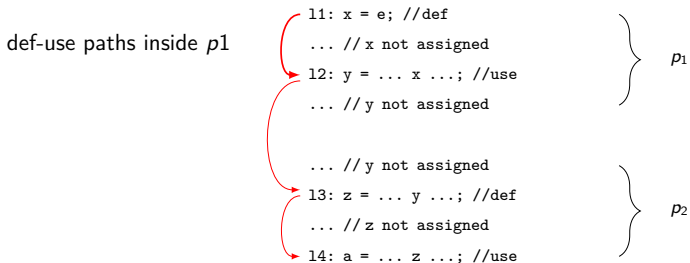 l1: x = e; //def
def-use paths inside p1
... // x not assigned
p1
l2: y = ... x ...; //use
... // y not assigned
... // y not assigned
l3: z = ... y ...; //def
p2
... // z not assigned
l4: a = ... z ...; //use